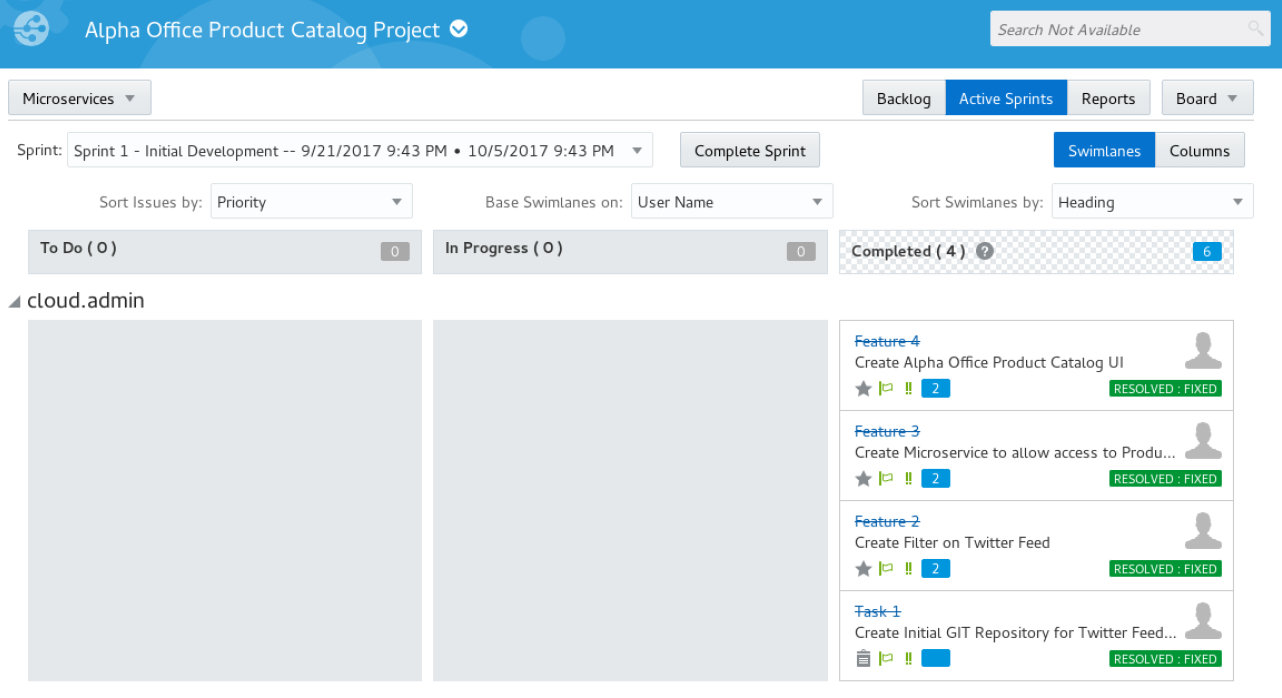 Alpha Office Product Catalog Project
Search Not Available
Microservices
Backlog Active Sprints Reports Board
Sprint: Sprint 1 - Initial Development -- 9/21/2017 9:43 PM • 10/5/2017 9:43 PM Complete Sprint Swimlanes Columns
Sort Issues by: Priority Base Swimlanes on: User Name Sort Swimlanes by: Heading
To Do ( 0 ) 0 In Progress ( 0 ) 0 Completed ( 4 ) ? 6
cloud.admin
Feature 4
Create Alpha Office Product Catalog UI
!! 2 RESOLVED : FIXED
Feature 3
Create Microservice to allow access to Produ...
!! 2 RESOLVED : FIXED
Feature 2
Create Filter on Twitter Feed
!! 2 RESOLVED : FIXED
Task 1
Create Initial GIT Repository for Twitter Feed...
!! RESOLVED : FIXED